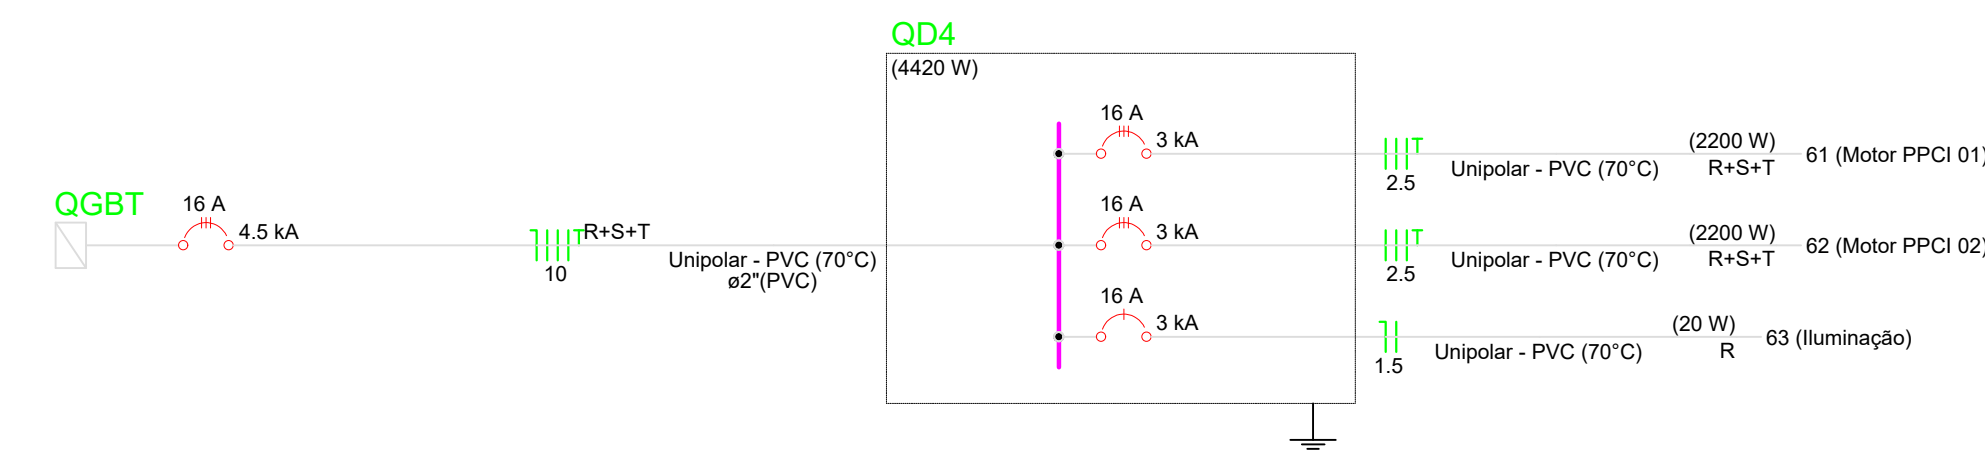 QD4
(4420 W)
16 A
3 kA
(2200 W)
61 (Motor PPCI 01)
2.5
Unipolar - PVC (70°C)
R+S+T
QGBT
16 A
4.5 kA
R+S+T
10
Unipolar - PVC (70°C)
ø2"(PVC)
16 A
3 kA
(2200 W)
62 (Motor PPCI 02)
2.5
Unipolar - PVC (70°C)
R+S+T
16 A
3 kA
(20 W)
63 (Iluminação)
1.5
Unipolar - PVC (70°C)
R